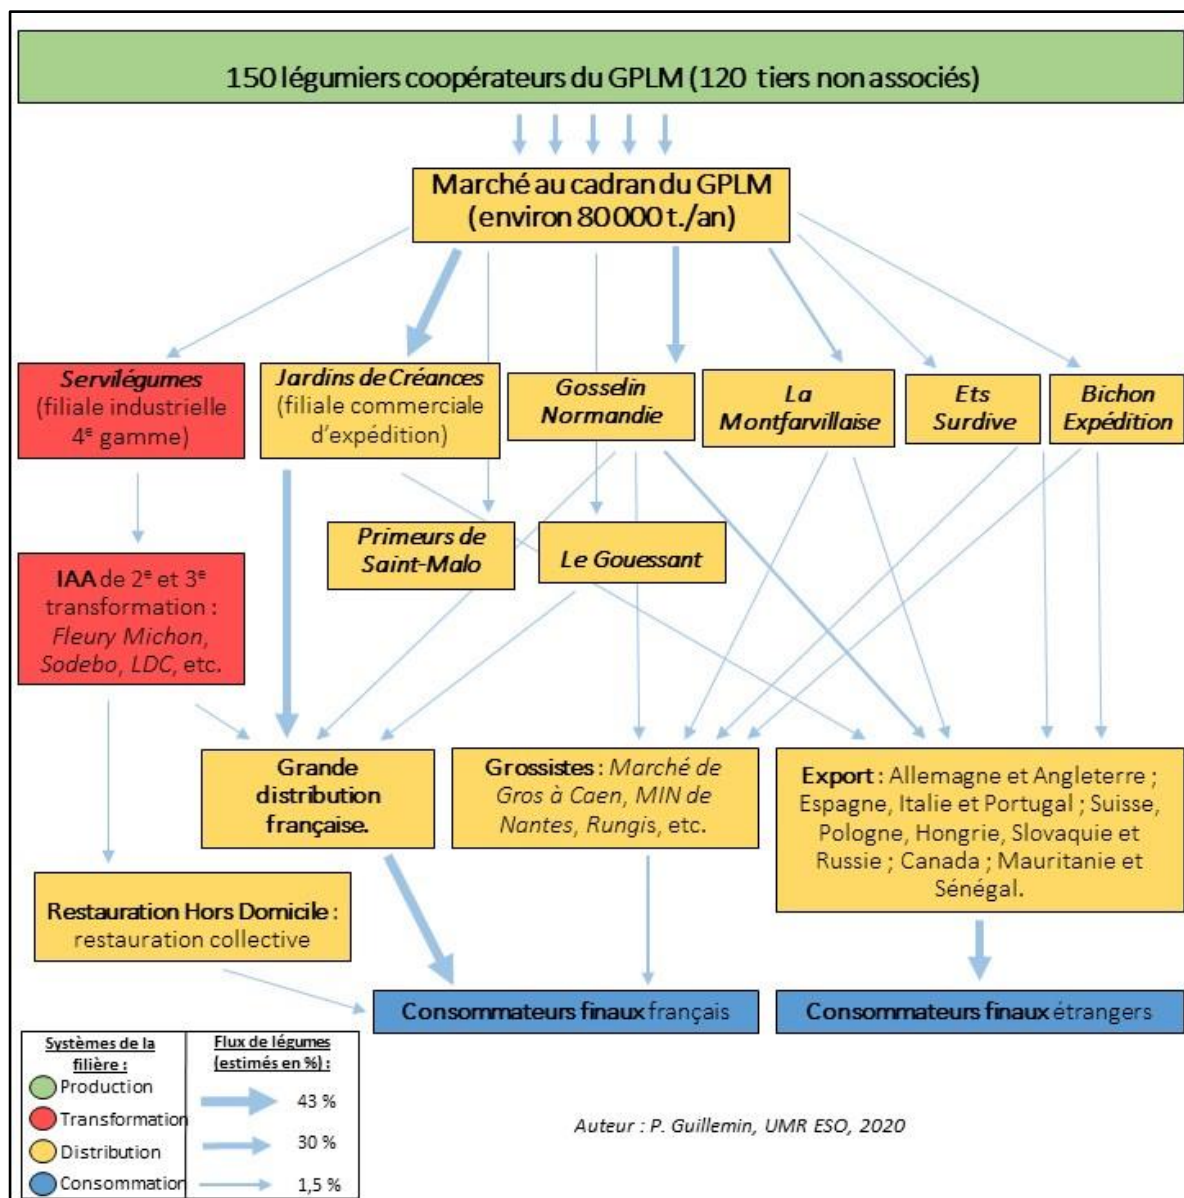 150 légumiers coopérateurs du GPLM (120 tiers non associés)
Marché au cadran du GPLM
(environ 80 000 t./an)
Servilégumes
(filiale industrielle
4e gamme)
Jardins de Créances
(filiale commerciale
d'expédition)
Gosselin
Normandie
La
Montfarvillaise
Ets
Surdive
Bichon
Expédition
Primeurs de
Saint-Malo
Le Gouessant
IAA de 2e et 3e
transformation :
Fleury Michon,
Sodebo, LDC, etc.
Grande
distribution
française.
Grossistes : Marché de
Gros à Caen, MIN de
Nantes, Rungis, etc.
Export : Allemagne et Angleterre ;
Espagne, Italie et Portugal ; Suisse,
Pologne, Hongrie, Slovaquie et
Russie ; Canada ; Mauritanie et
Sénégal.
Restauration Hors Domicile :
restauration collective
Consommateurs finaux français
Consommateurs finaux étrangers
Systèmes de la
filière :
Production
Transformation
Distribution
Consommation
Flux de légumes
(estimés en %) :
43 %
30 %
1,5 %
Auteur : P. Guillemin, UMR ESO, 2020